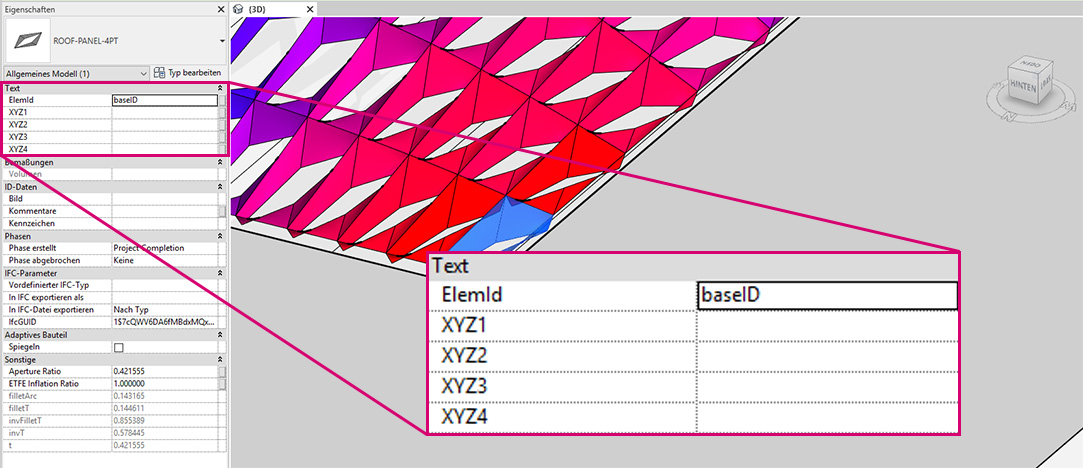 Eigenschaften
ROOF-PANEL-4PT
Allgemeines Modell (1)
Typ bearbeiten
Text
ElemId baseID
XYZ1
XYZ2
XYZ3
XYZ4
Bemaßungen
Volumen
ID-Daten
Bild
Kommentare
Kennzeichen
Phasen
Phase erstellt Project Completion
Phase abgebrochen Keine
IFC-Parameter
Vordefinierter IFC-Typ
In IFC exportieren als
In IFC-Datei exportieren Nach Typ
IfcGUID 1S7cQWV6DA6fMBdxMQx...
Adaptives Bauteil
Spiegeln
Sonstige
Aperture Ratio 0.421555
ETFE Inflation Ratio 1.000000
filletArc 0.143165
filletT 0.144611
invFilletT 0.855389
invT 0.578445
t 0.421555
{3D}
HINTEN
LINKS
Text
ElemId baseID
XYZ1
XYZ2
XYZ3
XYZ4